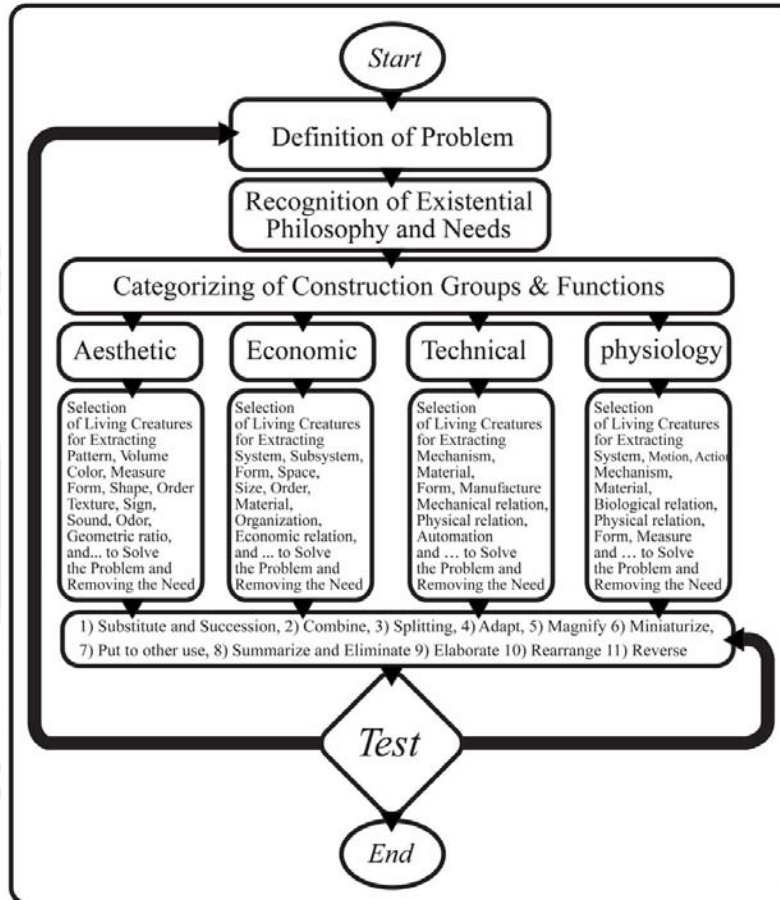 Start
Definition of Problem
Recognition of Existential
Philosophy and Needs
Categorizing of Construction Groups & Functions
Aesthetic
Economic
Technical
physiology
Selection
of Living Creatures
for Extracting
Pattern, Volume
Color, Measure
Form, Shape, Order
Texture, Sign,
Sound, Odor,
Geometric ratio,
and... to Solve
the Problem and
Removing the Need
Selection
of Living Creatures
for Extracting
System, Subsystem,
Form, Space,
Size, Order,
Material,
Organization,
Economic relation,
and ... to Solve
the Problem and
Removing the Need
Selection
of Living Creatures
for Extracting
Mechanism,
Material,
Form, Manufacture
Mechanical relation,
Physical relation,
Automation
and … to Solve
the Problem and
Removing the Need
Selection
of Living Creatures
for Extracting
System, Motion, Action
Mechanism,
Material,
Biological relation,
Physical relation,
Form, Measure
and … to Solve
the Problem and
Removing the Need
1) Substitute and Succession, 2) Combine, 3) Splitting, 4) Adapt, 5) Magnify 6) Miniaturize,
7) Put to other use, 8) Summarize and Eliminate 9) Elaborate 10) Rearrange 11) Reverse
Test
End